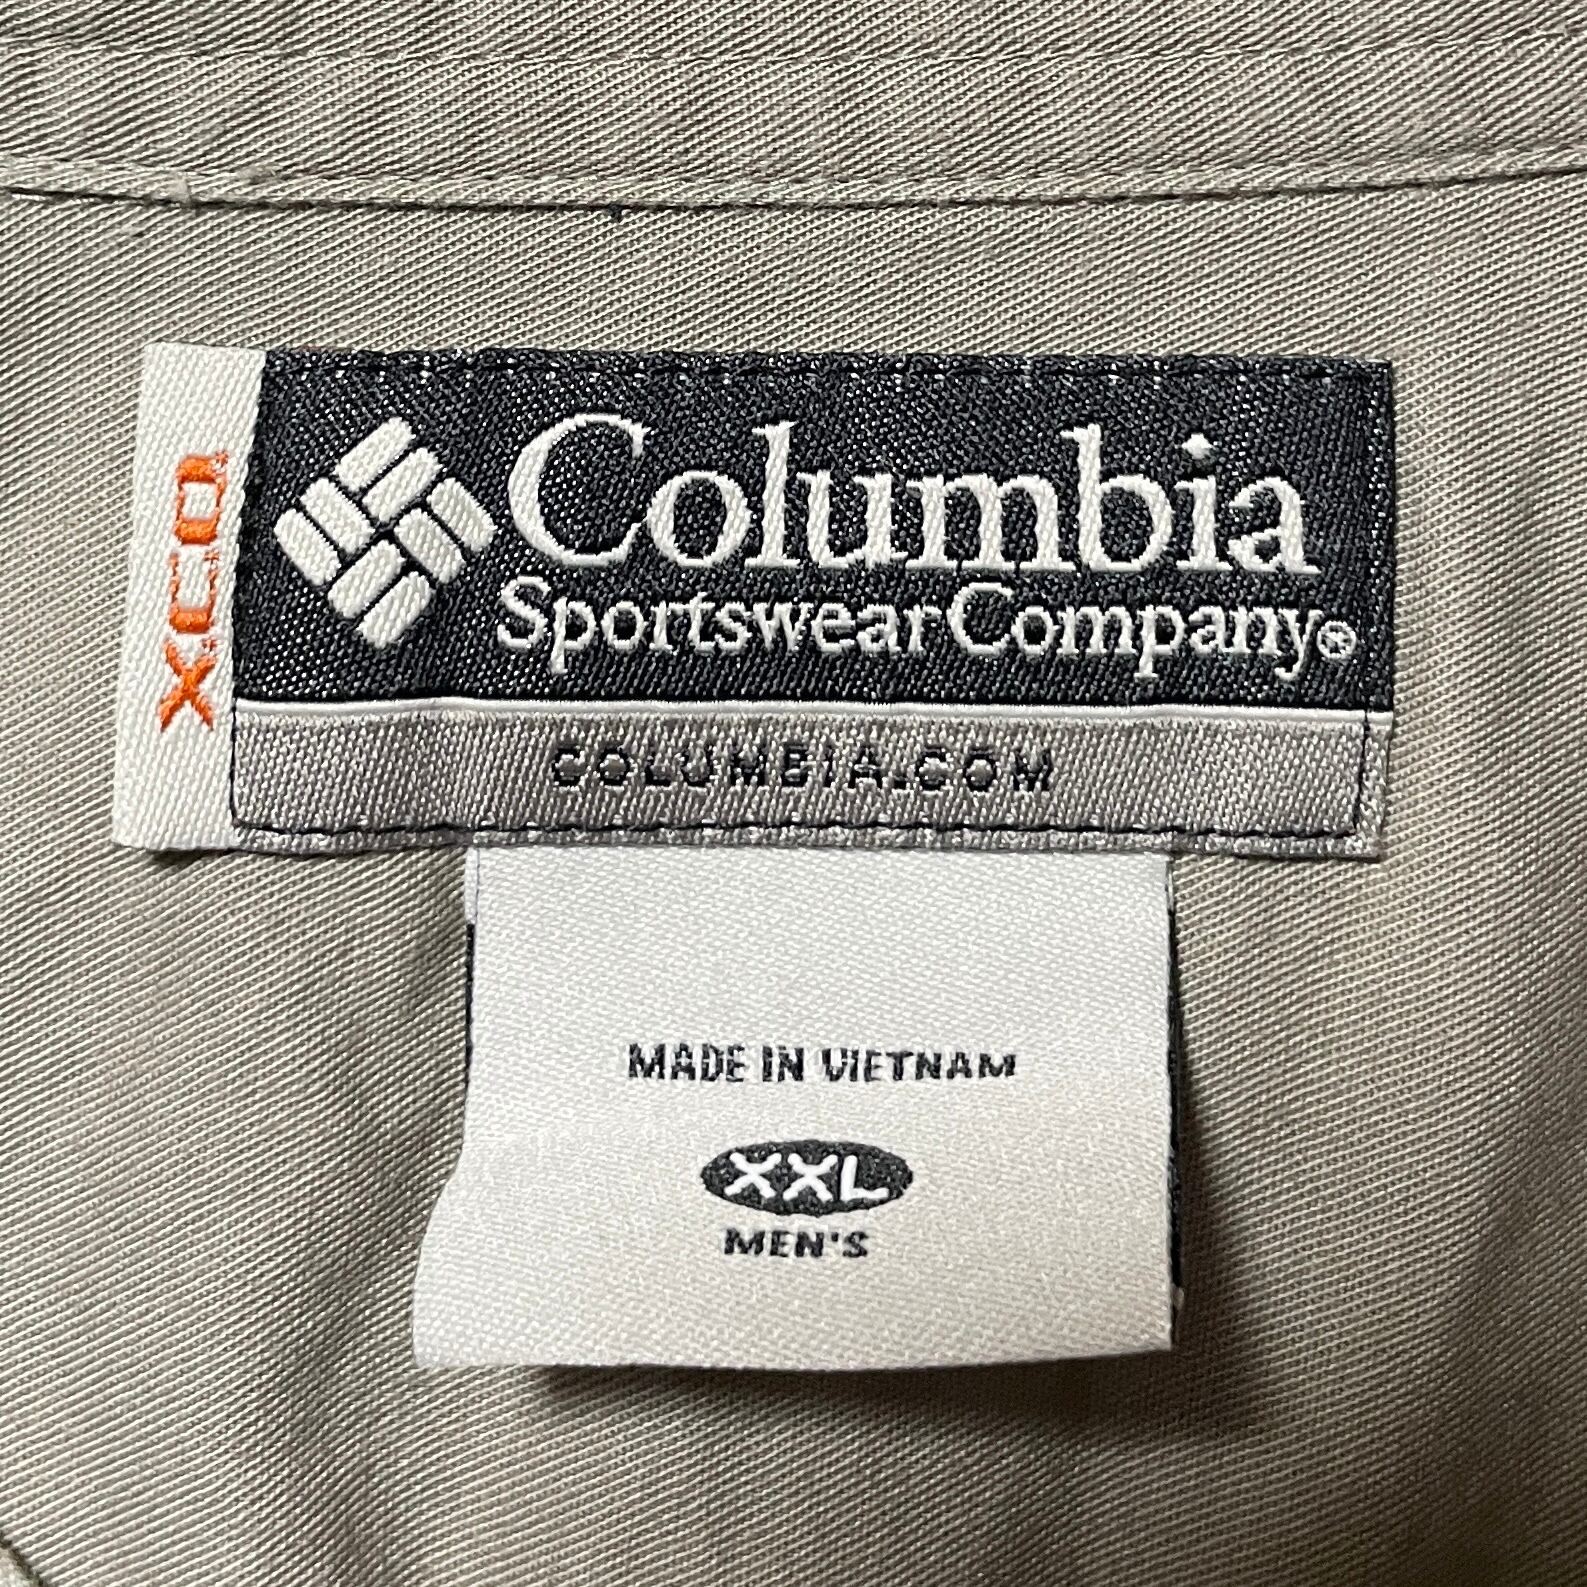 XCO
Columbia
Sportswear Company®
COLUMBIA.COM
MADE IN VIETNAM
XXL
MEN'S